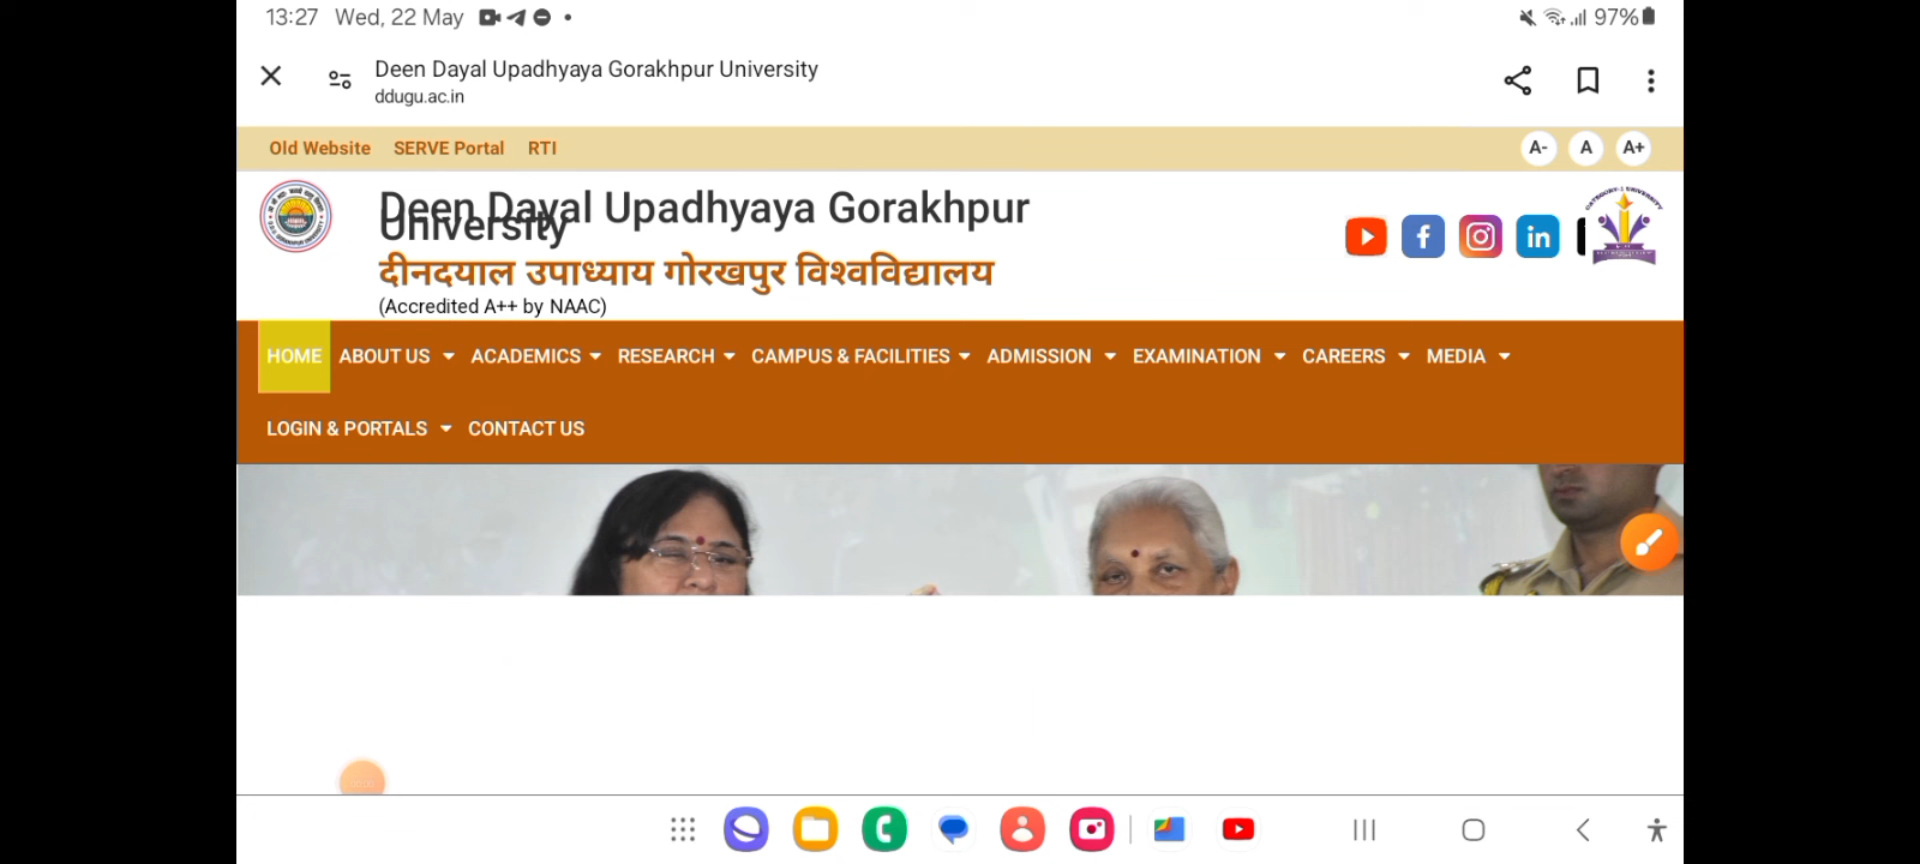 13:27 Wed, 22 May
97%
Deen Dayal Upadhyaya Gorakhpur University
ddugu.ac.in
Old Website SERVE Portal RTI
A- A A+
Deen Dayal Upadhyaya Gorakhpur
University
दीनदयाल उपाध्याय गोरखपुर विश्वविद्यालय
(Accredited A++ by NAAC)
HOME ABOUT US ACADEMICS RESEARCH CAMPUS & FACILITIES ADMISSION EXAMINATION CAREERS MEDIA
LOGIN & PORTALS CONTACT US